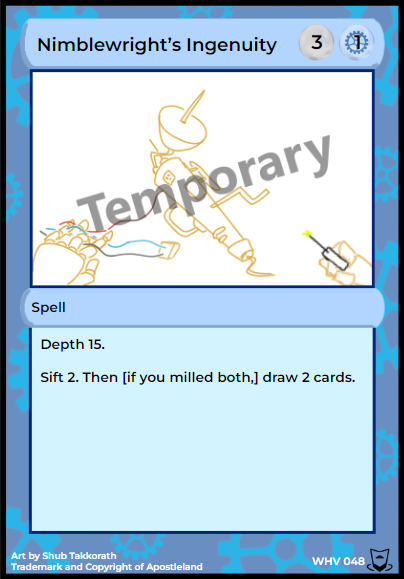 Nimblewright's Ingenuity 3 1
Temporary
Spell
Depth 15.
Sift 2. Then [if you milled both,] draw 2 cards.
Art by Shub Takkorath
Trademark and Copyright of Apostleland
WHV 048